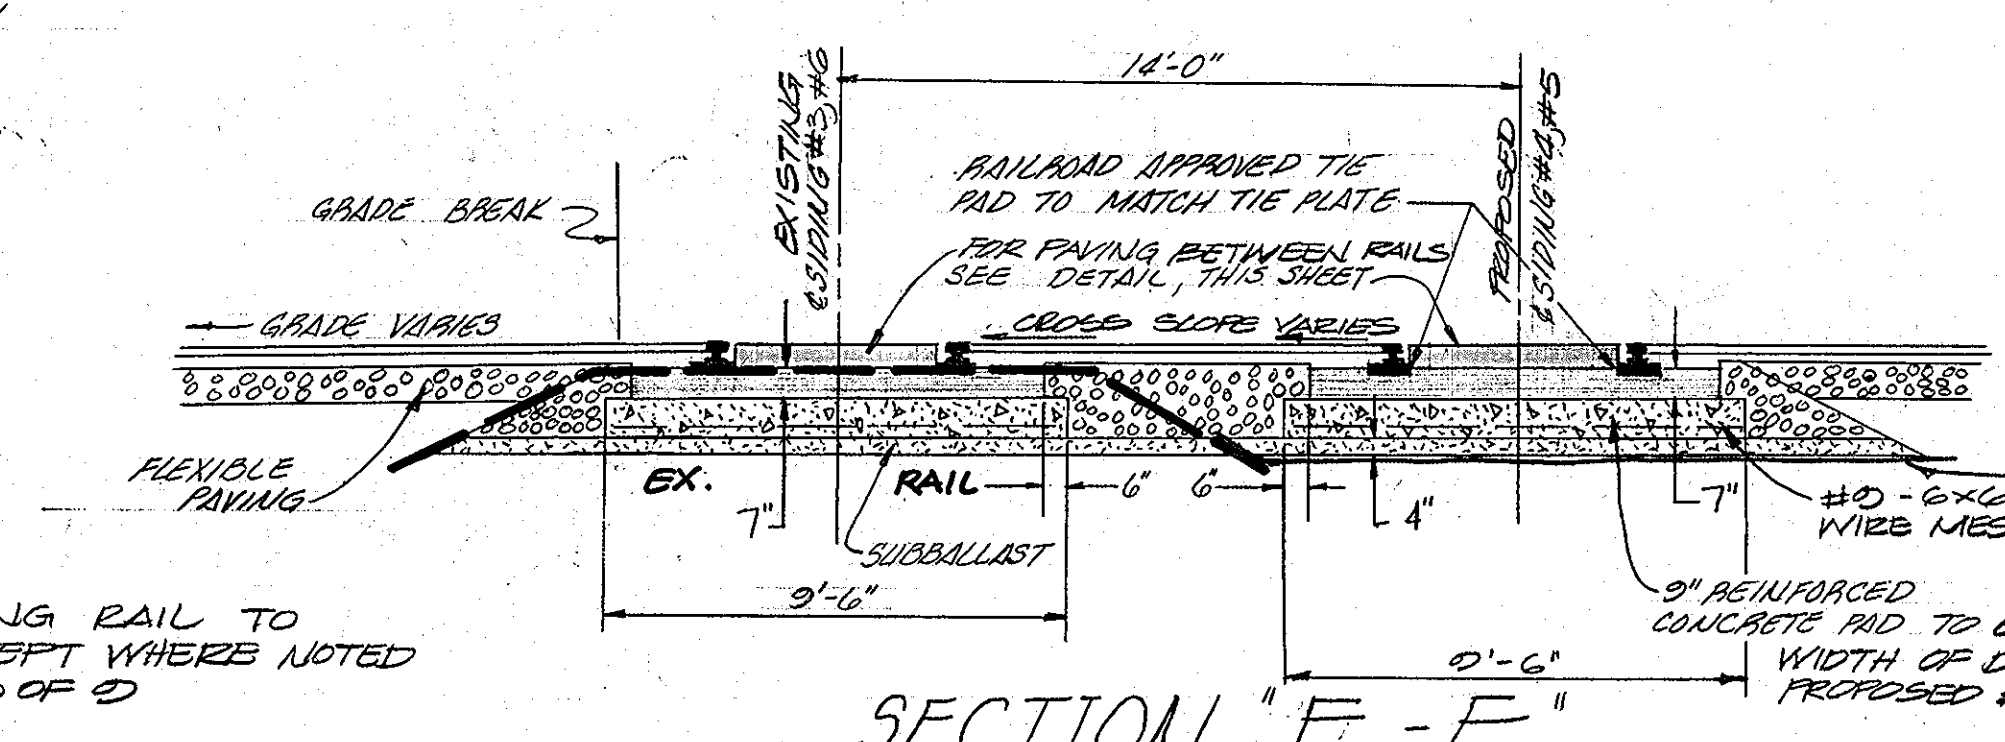 14'-0"
EXISTING
℄ SIDING #3, #6
PROPOSED
℄ SIDING #4, #5
RAILROAD APPROVED TIE
PAD TO MATCH TIE PLATE
GRADE BREAK
FOR PAVING BETWEEN RAILS
SEE DETAIL, THIS SHEET
GRADE VARIES
CROSS SLOPE VARIES
FLEXIBLE
PAVING
EX. RAIL
6" 6"
7"
4"
7"
#9 - 6x6
WIRE MES
SUBBALLAST
9'-6"
9" REINFORCED
CONCRETE PAD TO
WIDTH OF
PROPOSED #
9'-6"
NG RAIL TO
EPT WHERE NOTED
OF 9
SECTION "F - F"